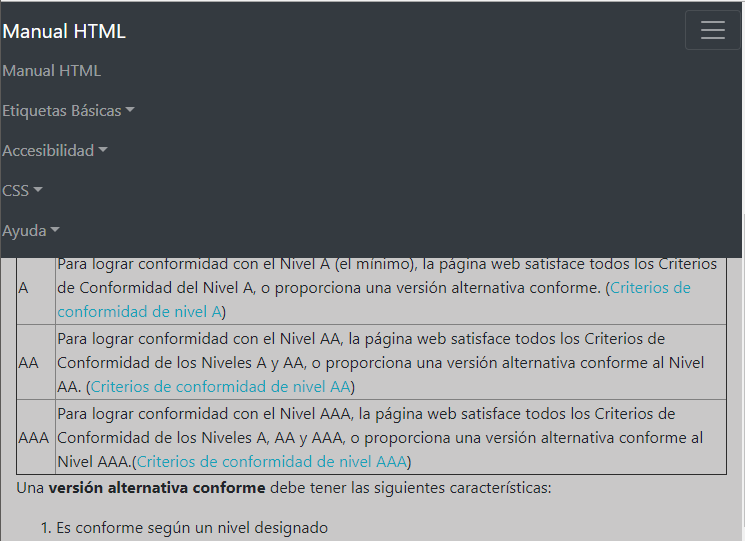 Manual HTML
Manual HTML
Etiquetas Básicas
Accesibilidad
CSS
Ayuda
Para lograr conformidad con el Nivel A (el mínimo), la página web satisface todos los Criterios
A de Conformidad del Nivel A, o proporciona una versión alternativa conforme. (Criterios de
conformidad de nivel A)
Para lograr conformidad con el Nivel AA, la página web satisface todos los Criterios de
AA Conformidad de los Niveles A y AA, o proporciona una versión alternativa conforme al Nivel
AA. (Criterios de conformidad de nivel AA)
Para lograr conformidad con el Nivel AAA, la página web satisface todos los Criterios de
AAA Conformidad de los Niveles A, AA y AAA, o proporciona una versión alternativa conforme al
Nivel AAA.(Criterios de conformidad de nivel AAA)
Una versión alternativa conforme debe tener las siguientes características:
1. Es conforme según un nivel designado